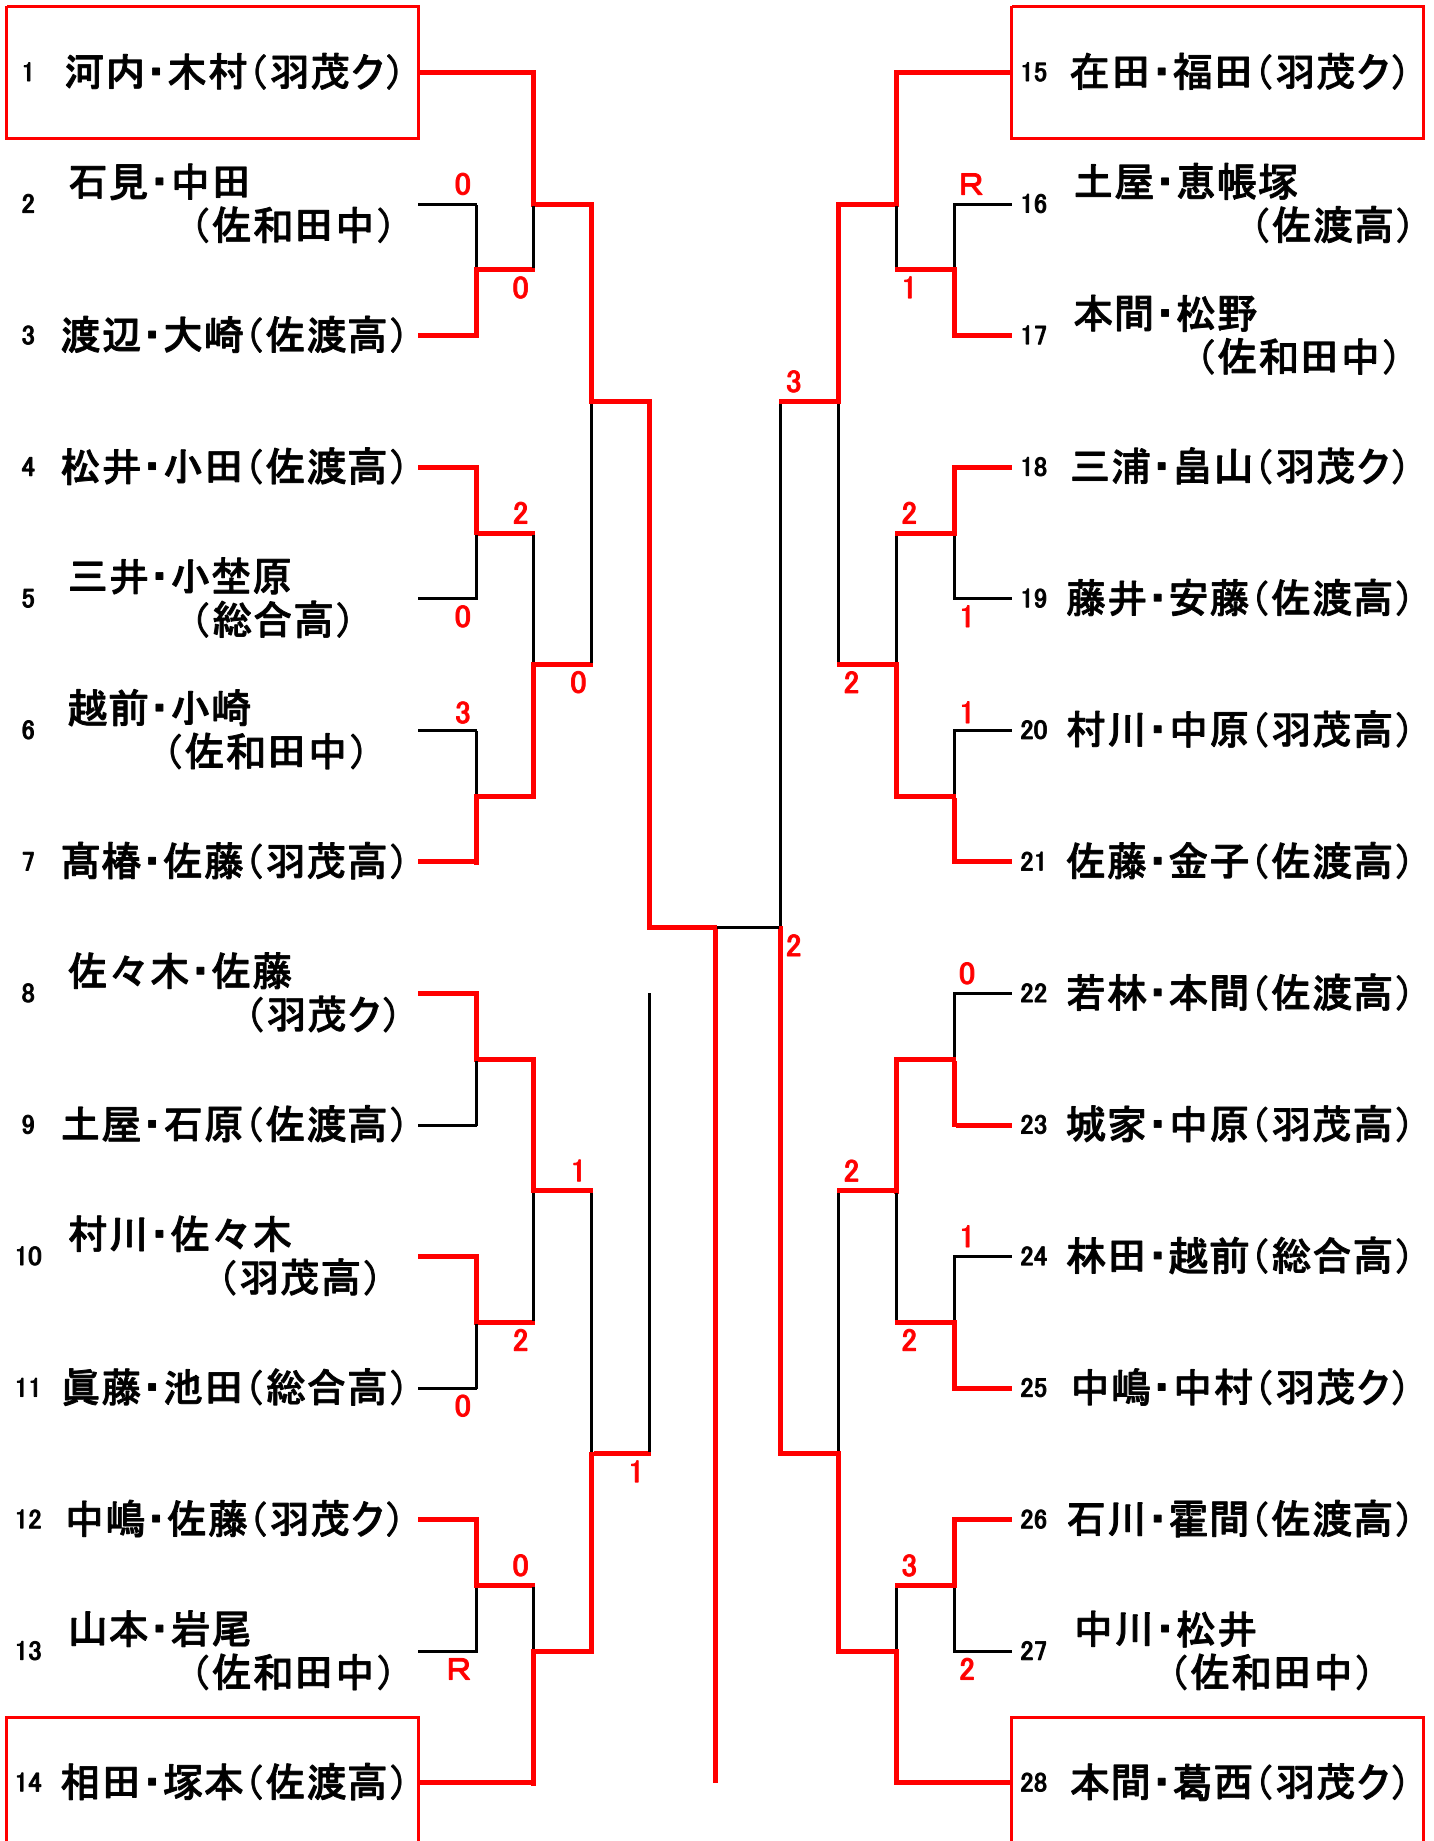 1 河内・木村(羽茂ク)
2 石見・中田
(佐和田中)
0
0
3 渡辺・大崎(佐渡高)
4 松井・小田(佐渡高)
2
5 三井・小埜原
(総合高)
0
0
6 越前・小崎
(佐和田中)
3
7 髙椿・佐藤(羽茂高)
8 佐々木・佐藤
(羽茂ク)
9 土屋・石原(佐渡高)
1
10 村川・佐々木
(羽茂高)
2
11 眞藤・池田(総合高)
0
1
12 中嶋・佐藤(羽茂ク)
0
13 山本・岩尾
(佐和田中)
R
14 相田・塚本(佐渡高)
15 在田・福田(羽茂ク)
R
16 土屋・恵帳塚
(佐渡高)
1
17 本間・松野
(佐和田中)
3
18 三浦・畠山(羽茂ク)
2
19 藤井・安藤(佐渡高)
1
2
1
20 村川・中原(羽茂高)
21 佐藤・金子(佐渡高)
2
0
22 若林・本間(佐渡高)
23 城家・中原(羽茂高)
2
1
24 林田・越前(総合高)
2
25 中嶋・中村(羽茂ク)
26 石川・霍間(佐渡高)
3
27 中川・松井
(佐和田中)
2
28 本間・葛西(羽茂ク)